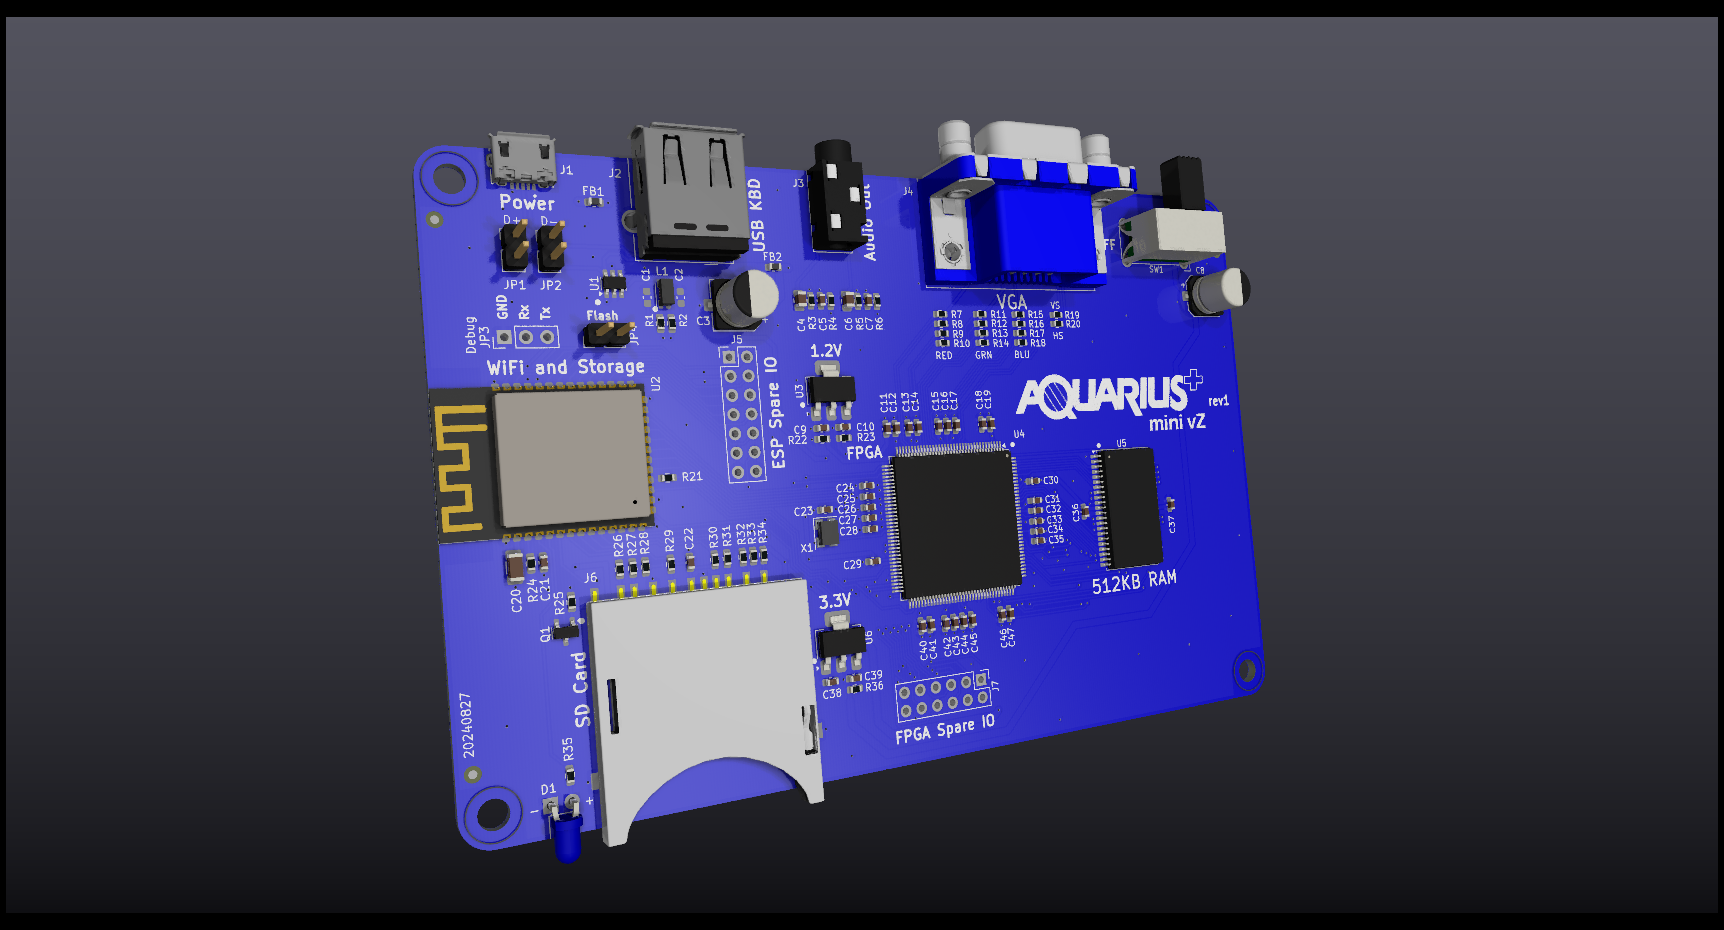 J1
J2
J3
J4
Power
FB1
USB KBD
Audio Out
FF
SW1
C8
D+
D-
JP1
JP2
U1
L1
C1
C2
FB2
GND
Rx
Tx
Debug
JP3
Flash
R1
R2
C3
C4
R3
C5
R4
C6
R5
C7
R6
VGA
VS
R7
R11
R15
R19
R8
R12
R16
R20
R9
R13
R17
HS
R10
R14
R18
RED
GRN
BLU
J5
1.2V
WiFi and Storage
U2
U3
ESP Spare IO
AQUARIUS+
rev1
mini vZ
C11
C12
C13
C14
C15
C16
C17
C18
C19
C9
C10
R22
R23
FPGA
U4
U5
R21
C24
C25
C26
C27
C28
C23
X1
C29
C30
C31
C32
C33
C34
C35
C36
C37
512KB RAM
R26
R27
R28
R29
C22
R30
R31
R32
R33
R34
C20
R24
C21
R25
J6
Q1
3.3V
U6
C38
C39
R36
C40
C41
C42
C43
C44
C45
C46
C47
J7
FPGA Spare IO
SD Card
20240827
R35
D1
-
+